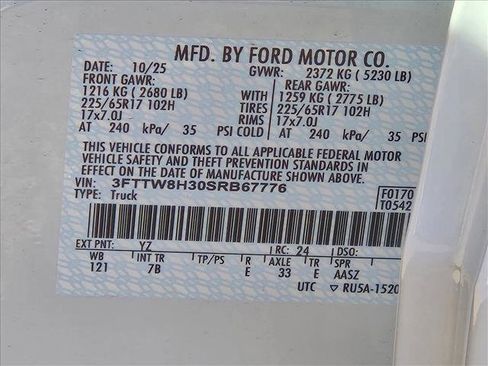 MFD. BY FORD MOTOR CO.
DATE: 10/25 GVWR: 2372 KG ( 5230 LB)
FRONT GAWR: REAR GAWR:
1216 KG ( 2680 LB) WITH 1259 KG ( 2775 LB)
225/65R17 102H TIRES 225/65R17 102H
17x7.0J RIMS 17x7.0J
AT 240 kPa/ 35 PSI COLD AT 240 kPa/ 35 PSI
THIS VEHICLE CONFORMS TO ALL APPLICABLE FEDERAL MOTOR
VEHICLE SAFETY AND THEFT PREVENTION STANDARDS IN
EFFECT ON THE DATE OF MANUFACTURE SHOWN ABOVE.
VIN: 3FTTW8H30SRB67776 F0170
TYPE: Truck T0542
EXT PNT: YZ RC: 24 DSO:
WB INT TR TP/PS R AXLE TR SPR
121 7B E 33 E AASZ
UTC ▽ RU5A-1520